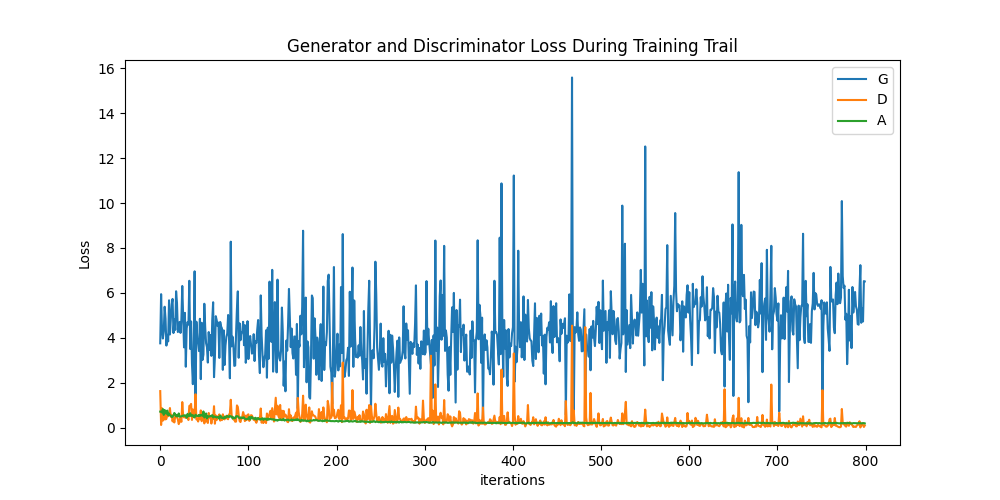 Generator and Discriminator Loss During Training Trail
16
14
12
10
8
6
4
2
0
Loss
0 100 200 300 400 500 600 700 800
iterations
G
D
A